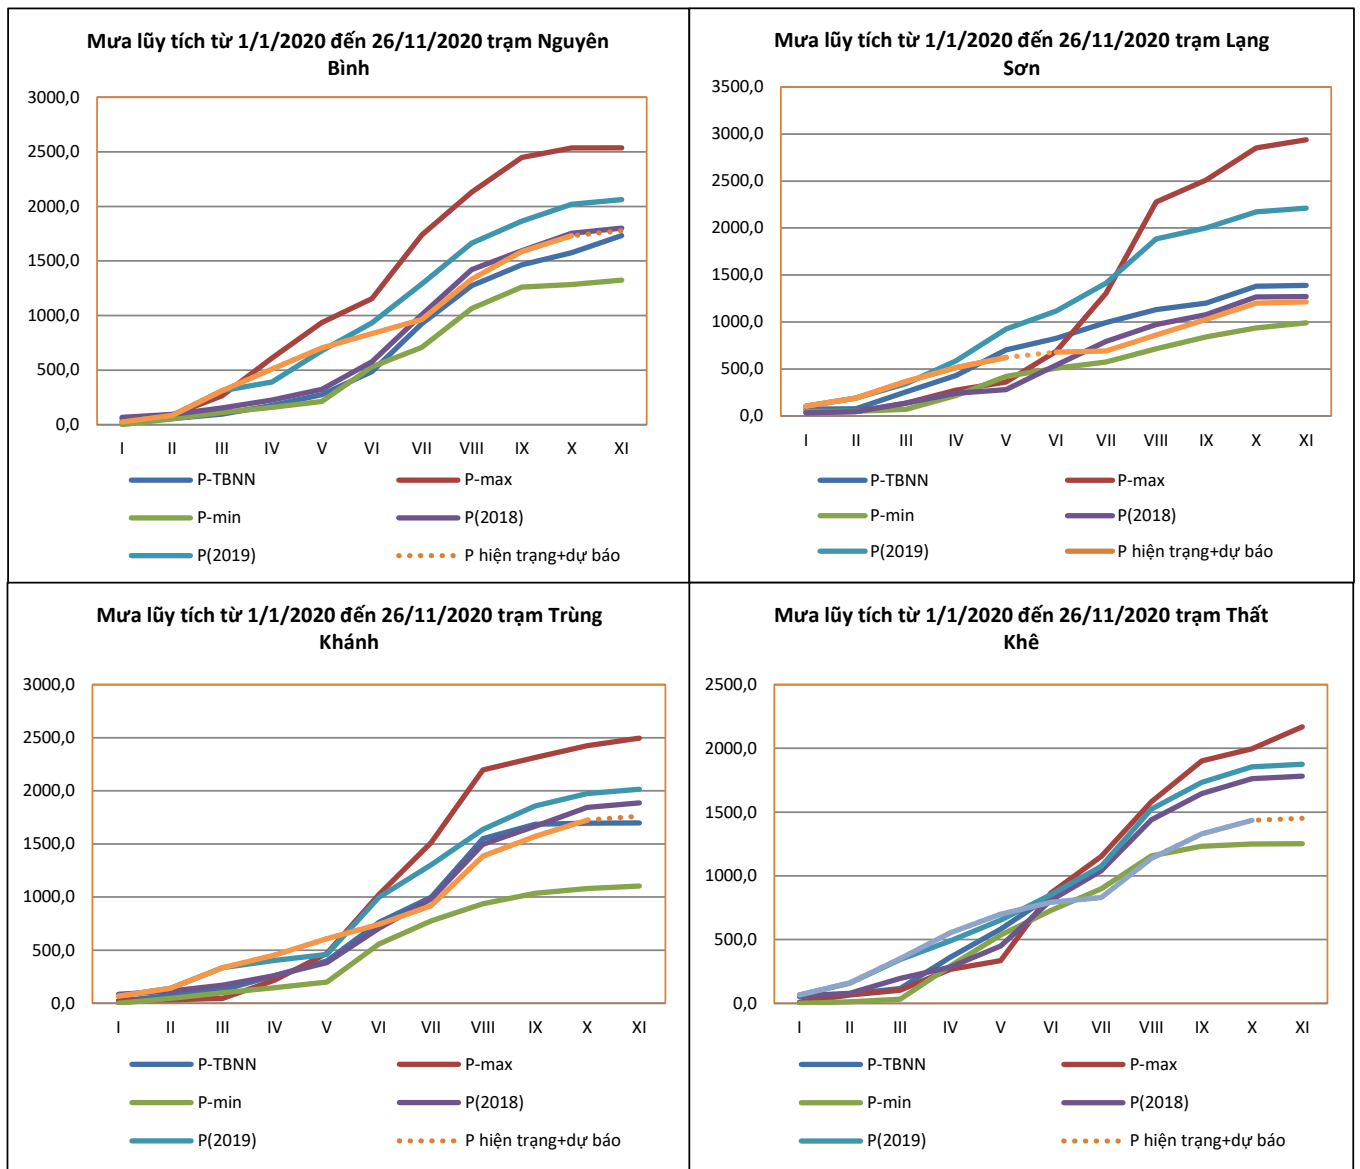 Mưa lũy tích từ 1/1/2020 đến 26/11/2020 trạm Nguyên
Bình
3000,0
2500,0
2000,0
1500,0
1000,0
500,0
0,0
I II III IV V VI VII VIII IX X XI
P-TBNN P-max
P-min P(2018)
P(2019) P hiện trạng+dự báo
Mưa lũy tích từ 1/1/2020 đến 26/11/2020 trạm Lạng
Sơn
3500,0
3000,0
2500,0
2000,0
1500,0
1000,0
500,0
0,0
I II III IV V VI VII VIII IX X XI
P-TBNN P-max
P-min P(2018)
P(2019) P hiện trạng+dự báo
Mưa lũy tích từ 1/1/2020 đến 26/11/2020 trạm Trùng
Khánh
3000,0
2500,0
2000,0
1500,0
1000,0
500,0
0,0
I II III IV V VI VII VIII IX X XI
P-TBNN P-max
P-min P(2018)
P(2019) P hiện trạng+dự báo
Mưa lũy tích từ 1/1/2020 đến 26/11/2020 trạm Thất
Khê
2500,0
2000,0
1500,0
1000,0
500,0
0,0
I II III IV V VI VII VIII IX X XI
P-TBNN P-max
P-min P(2018)
P(2019) P hiện trạng+dự báo